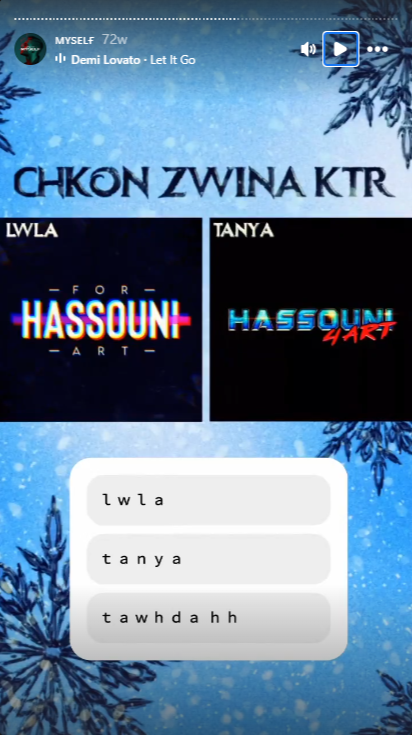 MYSELF 72w
Demi Lovato · Let It Go
CHKON ZWINA KTR
LWLA
TANYA
FOR
HASSOUNI
ART
HASSOUNI
4ART
lwla
tanya
tawhdahh